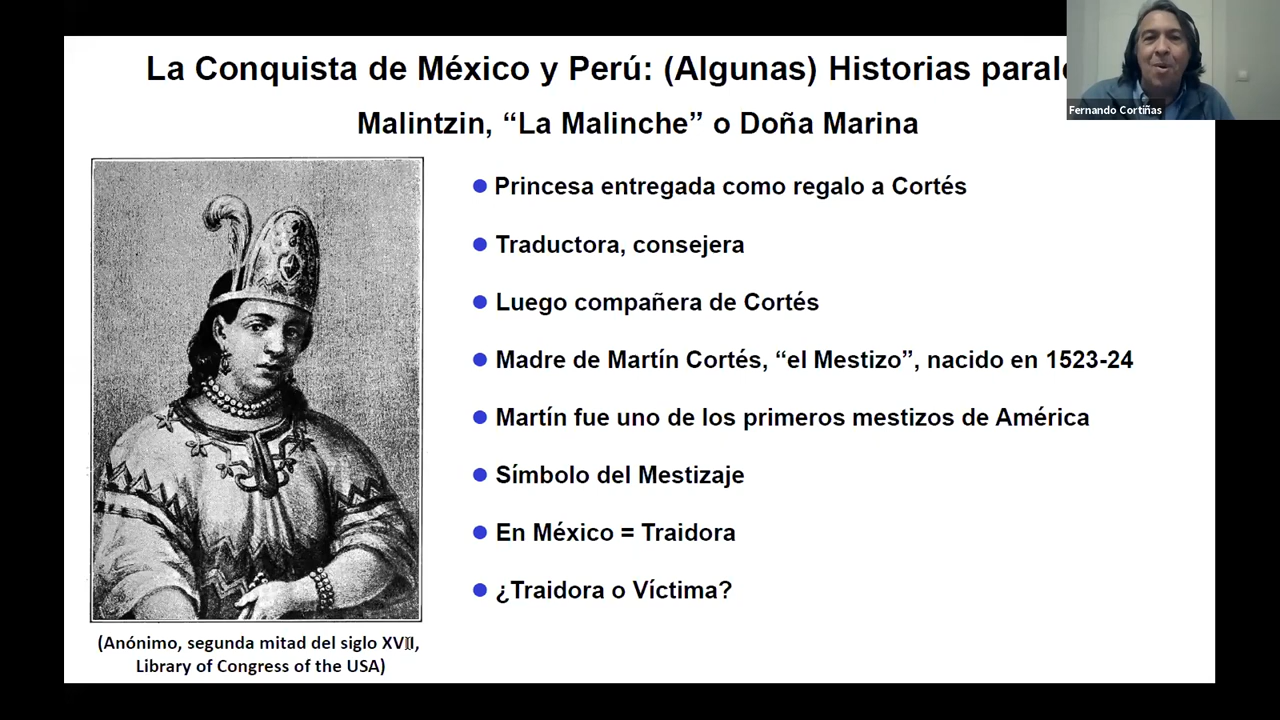 La Conquista de México y Perú: (Algunas) Historias
Fernando Cortiñas
Malintzin, “La Malinche” o Doña Marina
Princesa entregada como regalo a Cortés
Traductora, consejera
Luego compañera de Cortés
Madre de Martín Cortés, “el Mestizo”, nacido en 1523-24
Martín fue uno de los primeros mestizos de América
Símbolo del Mestizaje
En México = Traidora
¿Traidora o Víctima?
(Anónimo, segunda mitad del siglo
Library of Congress of the USA)